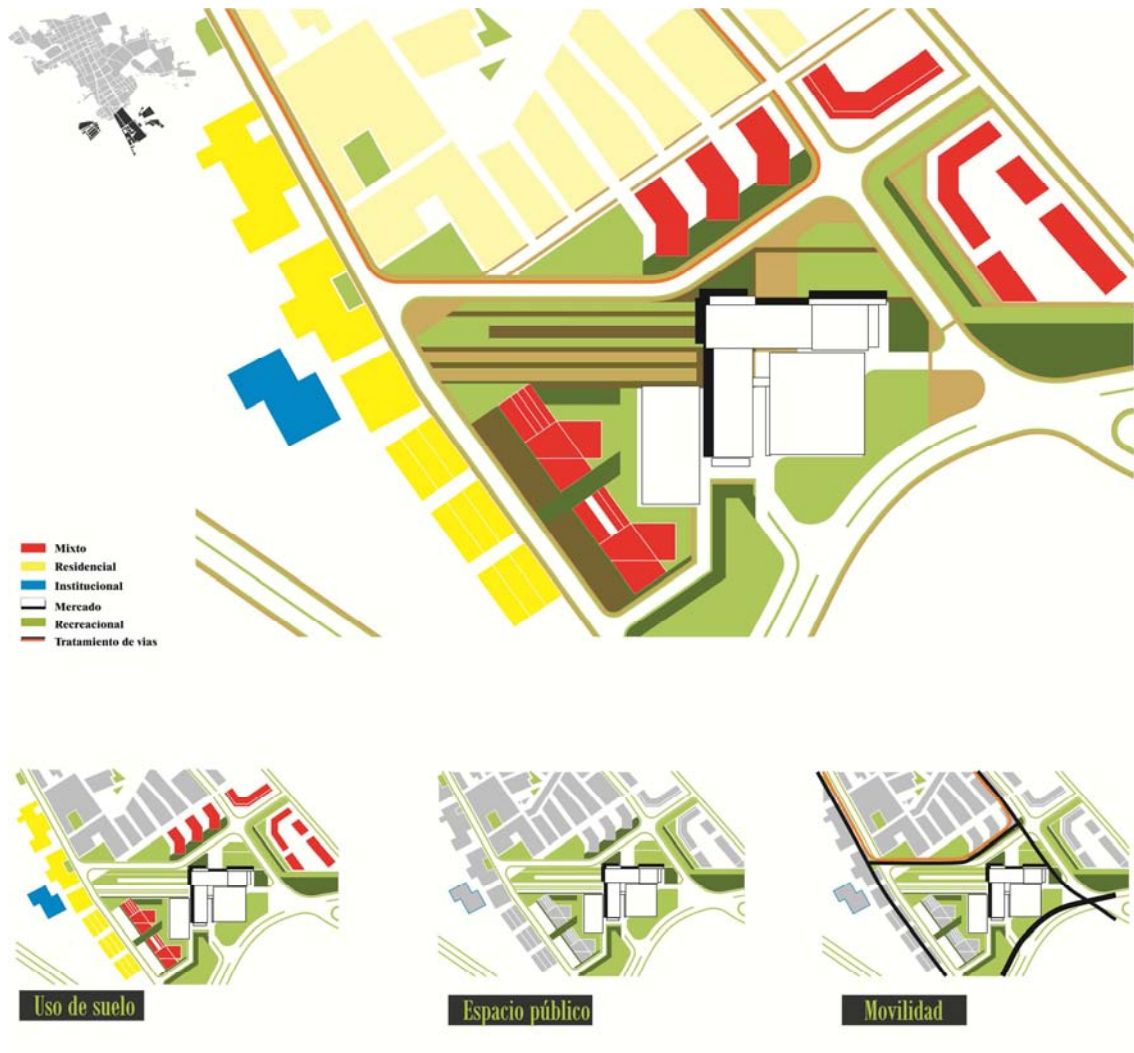 Mixto
Residencial
Institucional
Mercado
Recreacional
Tratamiento de vias
Uso de suelo
Espacio público
Movilidad